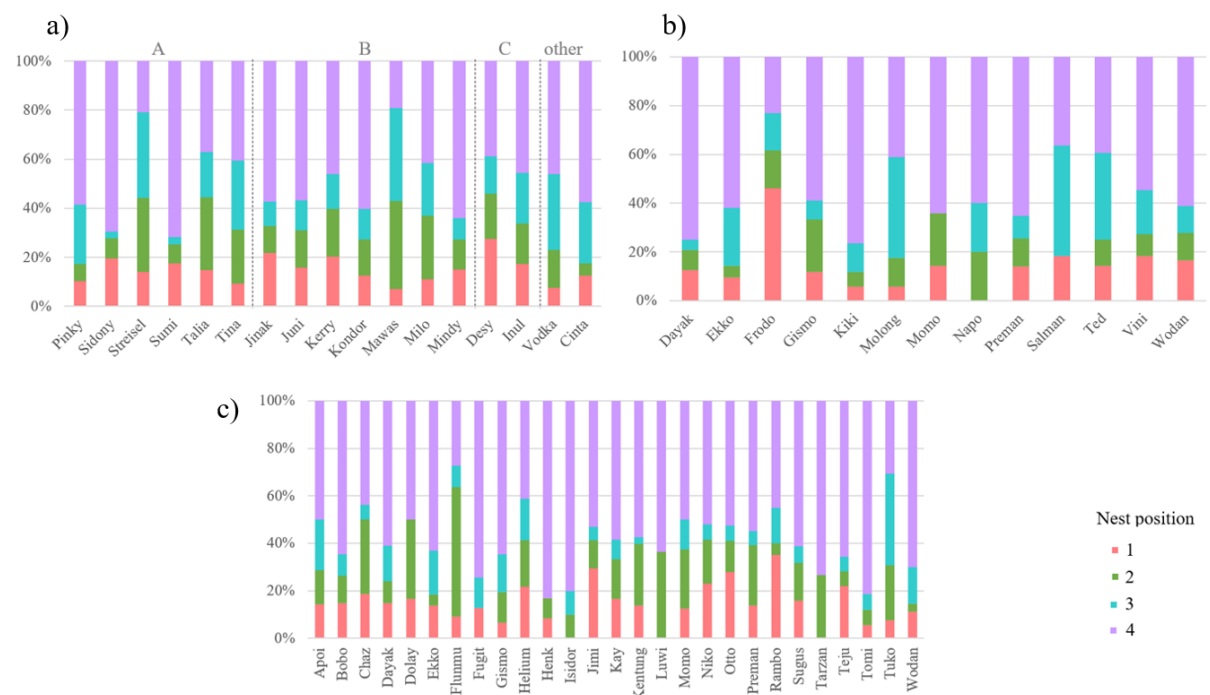 a)
A B C other
100%
80%
60%
40%
20%
0%
Pinky Sidony Streisel Sumi Talia Tina Jinak Juni Kerry Kondor Mawas Milo Mindy Desy Inul Vodka Cinta
b)
100%
80%
60%
40%
20%
0%
Dayak Ekko Frodo Gismo Kiki Molong Momo Napo Preman Salman Ted Vini Wodan
c)
100%
80%
60%
40%
20%
0%
Apoi Bobo Chaz Dayak Dolay Ekko Flunmu Fugit Gismo Helium Henk Isidor Jimi Kay Kentung Luwi Momo Niko Otto Preman Rambo Sugus Tarzan Teju Tomi Tuko Wodan
Nest position
1
2
3
4